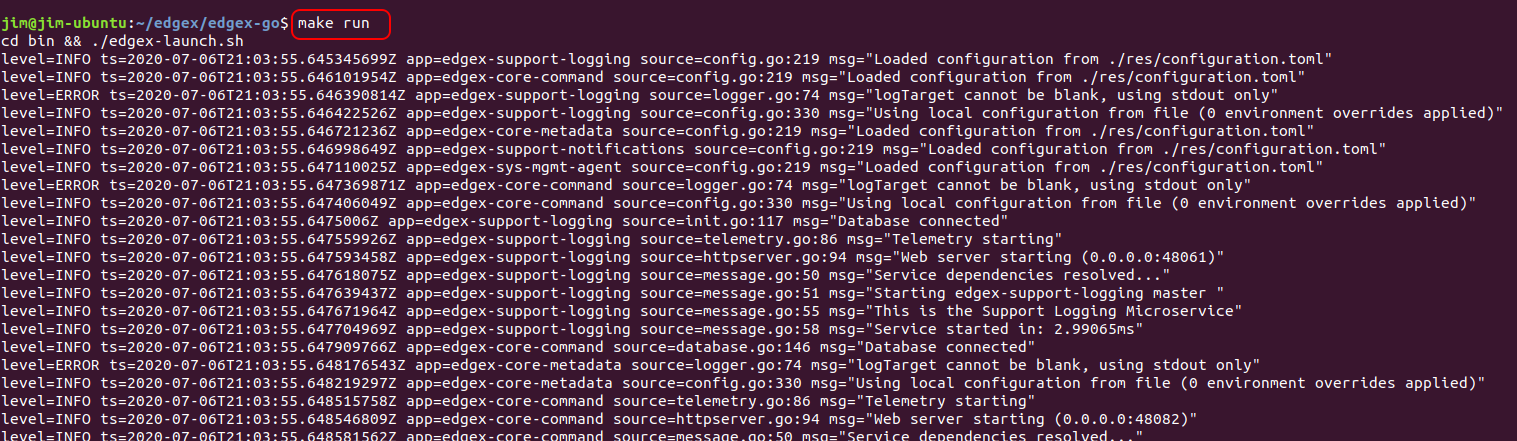 jim@jim-ubuntu:~/edgex/edgex-go$ make run
cd bin && ./edgex-launch.sh
level=INFO ts=2020-07-06T21:03:55.645345699Z app=edgex-support-logging source=config.go:219 msg="Loaded configuration from ./res/configuration.toml"
level=INFO ts=2020-07-06T21:03:55.646101954Z app=edgex-core-command source=config.go:219 msg="Loaded configuration from ./res/configuration.toml"
level=ERROR ts=2020-07-06T21:03:55.646390814Z app=edgex-support-logging source=logger.go:74 msg="logTarget cannot be blank, using stdout only"
level=INFO ts=2020-07-06T21:03:55.646422526Z app=edgex-support-logging source=config.go:330 msg="Using local configuration from file (0 environment overrides applied)"
level=INFO ts=2020-07-06T21:03:55.646721236Z app=edgex-core-metadata source=config.go:219 msg="Loaded configuration from ./res/configuration.toml"
level=INFO ts=2020-07-06T21:03:55.646998649Z app=edgex-support-notifications source=config.go:219 msg="Loaded configuration from ./res/configuration.toml"
level=INFO ts=2020-07-06T21:03:55.647110025Z app=edgex-sys-mgmt-agent source=config.go:219 msg="Loaded configuration from ./res/configuration.toml"
level=ERROR ts=2020-07-06T21:03:55.647369871Z app=edgex-core-command source=logger.go:74 msg="logTarget cannot be blank, using stdout only"
level=INFO ts=2020-07-06T21:03:55.647406049Z app=edgex-core-command source=config.go:330 msg="Using local configuration from file (0 environment overrides applied)"
level=INFO ts=2020-07-06T21:03:55.6475006Z app=edgex-support-logging source=init.go:117 msg="Database connected"
level=INFO ts=2020-07-06T21:03:55.647559926Z app=edgex-support-logging source=telemetry.go:86 msg="Telemetry starting"
level=INFO ts=2020-07-06T21:03:55.647593458Z app=edgex-support-logging source=httpserver.go:94 msg="Web server starting (0.0.0.0:48061)"
level=INFO ts=2020-07-06T21:03:55.647618075Z app=edgex-support-logging source=message.go:50 msg="Service dependencies resolved..."
level=INFO ts=2020-07-06T21:03:55.647639437Z app=edgex-support-logging source=message.go:51 msg="Starting edgex-support-logging master "
level=INFO ts=2020-07-06T21:03:55.647671964Z app=edgex-support-logging source=message.go:55 msg="This is the Support Logging Microservice"
level=INFO ts=2020-07-06T21:03:55.647704969Z app=edgex-support-logging source=message.go:58 msg="Service started in: 2.99065ms"
level=INFO ts=2020-07-06T21:03:55.647909766Z app=edgex-core-command source=database.go:146 msg="Database connected"
level=ERROR ts=2020-07-06T21:03:55.648176543Z app=edgex-core-metadata source=logger.go:74 msg="logTarget cannot be blank, using stdout only"
level=INFO ts=2020-07-06T21:03:55.648219297Z app=edgex-core-metadata source=config.go:330 msg="Using local configuration from file (0 environment overrides applied)"
level=INFO ts=2020-07-06T21:03:55.648515758Z app=edgex-core-command source=telemetry.go:86 msg="Telemetry starting"
level=INFO ts=2020-07-06T21:03:55.648546809Z app=edgex-core-command source=httpserver.go:94 msg="Web server starting (0.0.0.0:48082)"
level=INFO ts=2020-07-06T21:03:55.648581562Z app=edgex-core-command source=message.go:50 msg="Service dependencies resolved..."